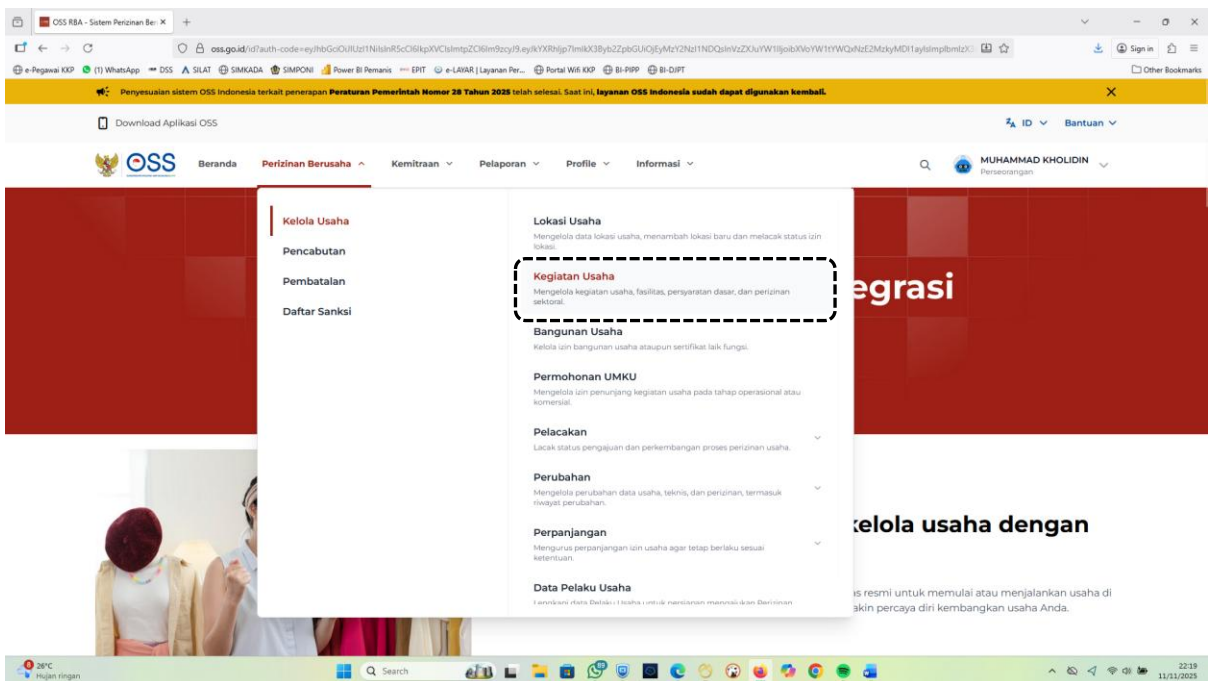 OSS RBA - Sistem Perizinan Ber
Sign in
e-Pegawai KKP
(1) WhatsApp
DSS
SILAT
SIMKADA
SIMPONI
Power BI Pemanis
EPIT
e-LAYAR | Layanan Per...
Portal Wifi KKP
BI-PIPP
BI-DJPT
Other Bookmarks
Penyesuaian sistem OSS Indonesia terkait penerapan Peraturan Pemerintah Nomor 28 Tahun 2025 telah selesai. Saat ini, layanan OSS Indonesia sudah dapat digunakan kembali.
Download Aplikasi OSS
ID
Bantuan
OSS
Beranda
Perizinan Berusaha
Kemitraan
Pelaporan
Profile
Informasi
MUHAMMAD KHOLIDIN
Perseorangan
Kelola Usaha
Pencabutan
Pembatalan
Daftar Sanksi
Lokasi Usaha
Mengelola data lokasi usaha, menambah lokasi baru dan melacak status izin
lokasi.
Kegiatan Usaha
Mengelola kegiatan usaha, fasilitas, persyaratan dasar, dan perizinan
sektoral.
Bangunan Usaha
Kelola izin bangunan usaha ataupun sertifikat laik fungsi.
Permohonan UMKU
Mengelola izin penunjang kegiatan usaha pada tahap operasional atau
komersial.
Pelacakan
Lacak status pengajuan dan perkembangan proses perizinan usaha.
Perubahan
Mengelola perubahan data usaha, teknis, dan perizinan, termasuk
riwayat perubahan.
Perpanjangan
Mengurus perpanjangan izin usaha agar tetap berlaku sesuai
ketentuan.
Data Pelaku Usaha
Lengkapi data Pelaku Usaha untuk persiapan mengajukan Perizinan
egrasi
kelola usaha dengan
s resmi untuk memulai atau menjalankan usaha di
akin percaya diri kembangkan usaha Anda.
26°C
Hujan ringan
Search
22:19
11/11/2025